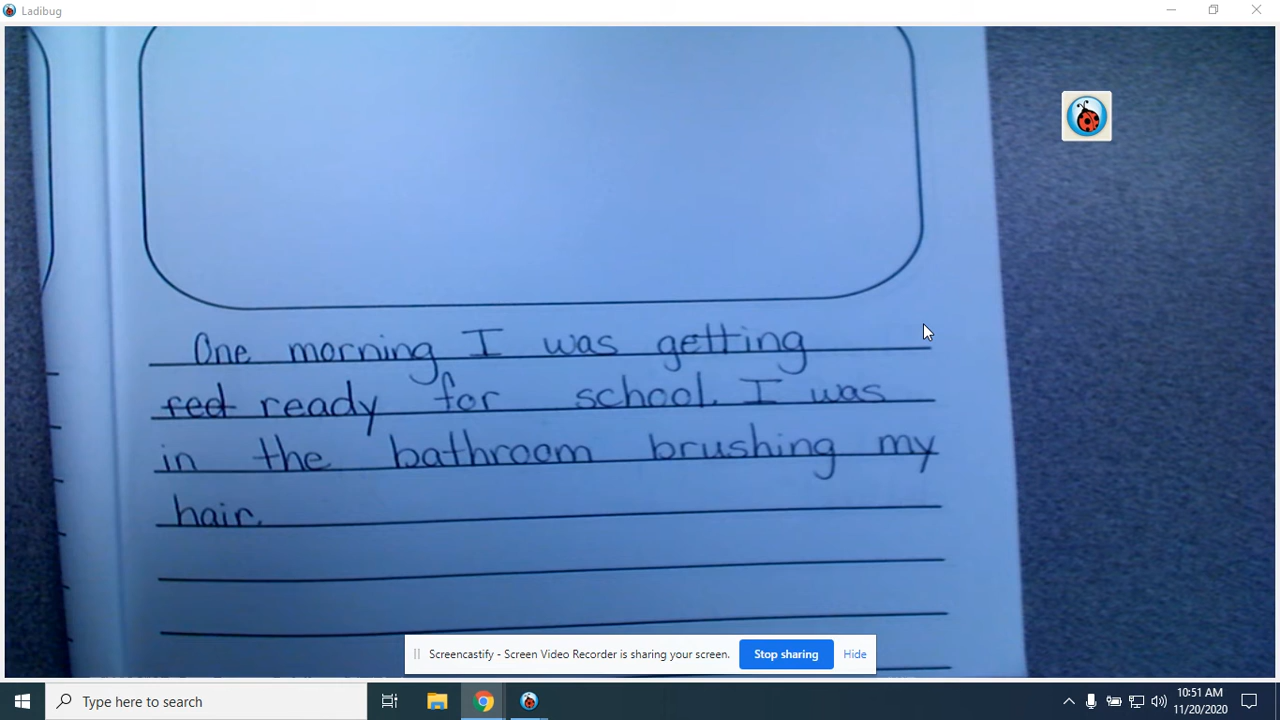 Ladibug
One morning I was getting
red ready for school. I was
in the bathroom brushing my
hair.
Screencastify - Screen Video Recorder is sharing your screen. Stop sharing Hide
Type here to search
10:51 AM
11/20/2020